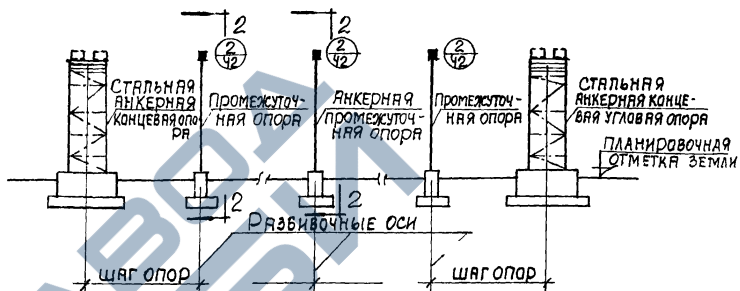 2
2
2
42
2
42
2
42
СТАЛЬНАЯ
АНКЕРНАЯ
КОНЦЕВАЯ ОПО-
РА
ПРОМЕЖУТОЧ-
НАЯ ОПОРА
АНКЕРНАЯ
ПРОМЕЖУТОЧ-
НАЯ ОПОРА
ПРОМЕЖУТОЧ-
НАЯ ОПОРА
СТАЛЬНАЯ
АНКЕРНАЯ КОНЦЕ-
ВАЯ УГЛОВАЯ ОПОРА
ПЛАНИРОВОЧНАЯ
ОТМЕТКА ЗЕМЛИ
2
2
РАЗБИВОЧНЫЕ ОСИ
ШАГ ОПОР
ШАГ ОПОР